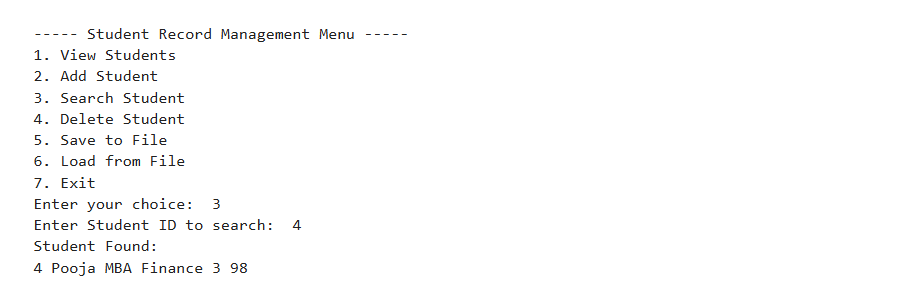 ----- Student Record Management Menu -----
1. View Students
2. Add Student
3. Search Student
4. Delete Student
5. Save to File
6. Load from File
7. Exit
Enter your choice:  3
Enter Student ID to search:  4
Student Found:
4 Pooja MBA Finance 3 98